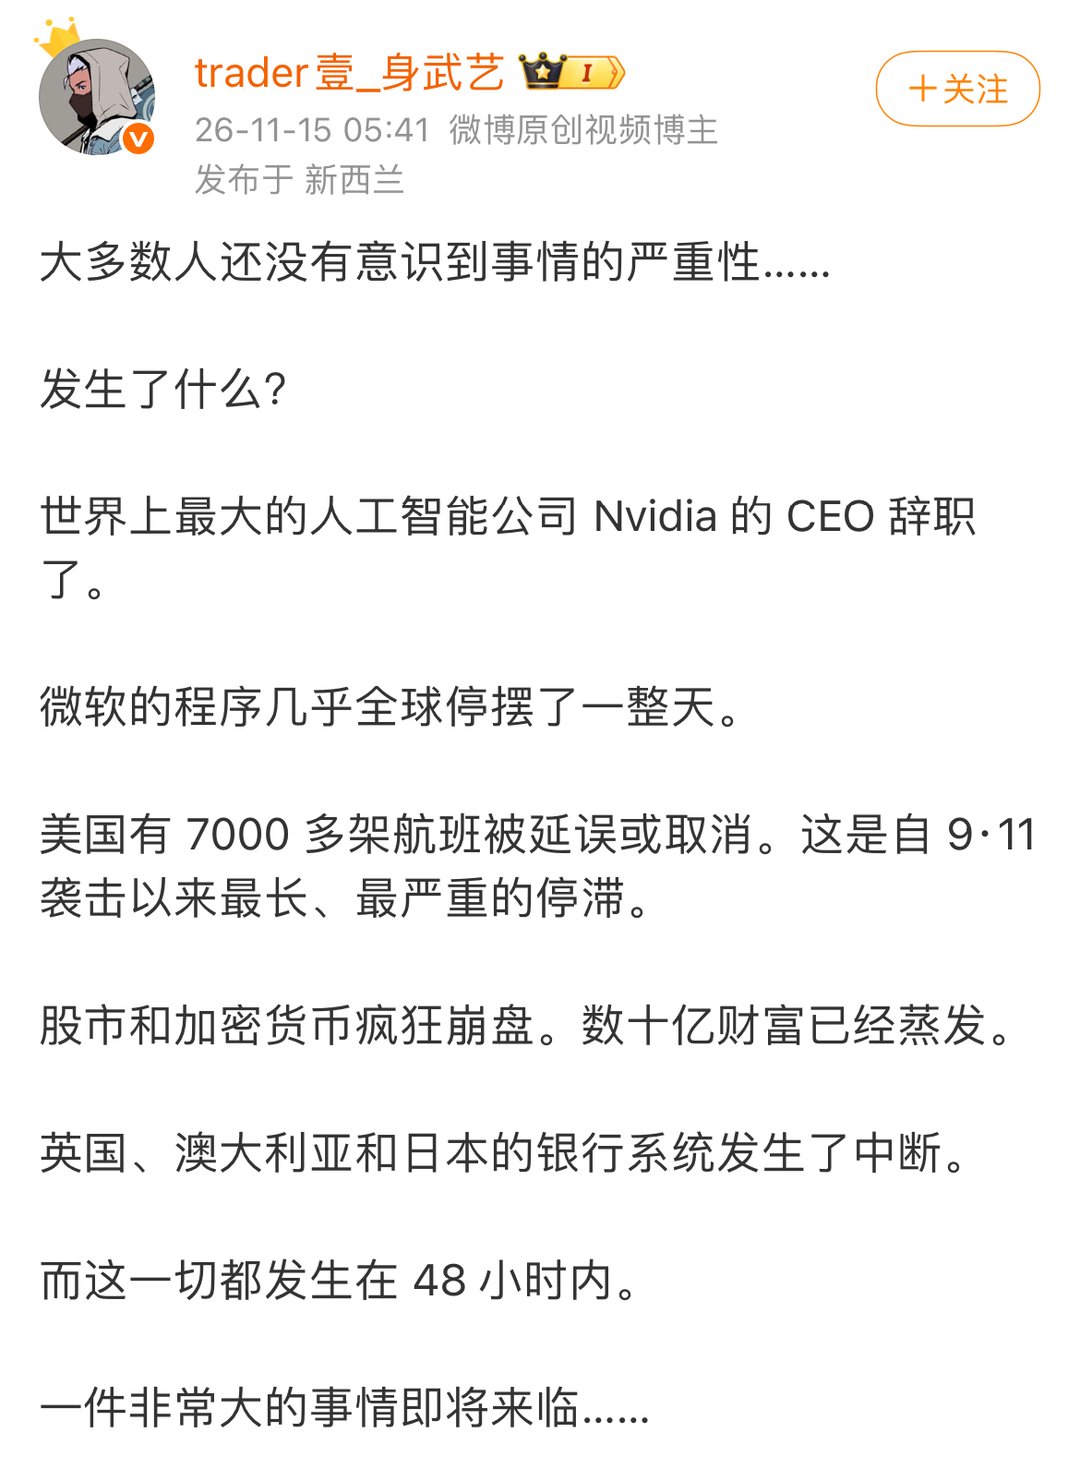 trader壹_身武艺 I
+关注
26-11-15 05:41 微博原创视频博主
发布于 新西兰
大多数人还没有意识到事情的严重性……
发生了什么?
世界上最大的人工智能公司 Nvidia 的 CEO 辞职
了。
微软的程序几乎全球停摆了一整天。
美国有 7000 多架航班被延误或取消。这是自 9·11
袭击以来最长、最严重的停滞。
股市和加密货币疯狂崩盘。数十亿财富已经蒸发。
英国、澳大利亚和日本的银行系统发生了中断。
而这一切都发生在 48 小时内。
一件非常大的事情即将来临……